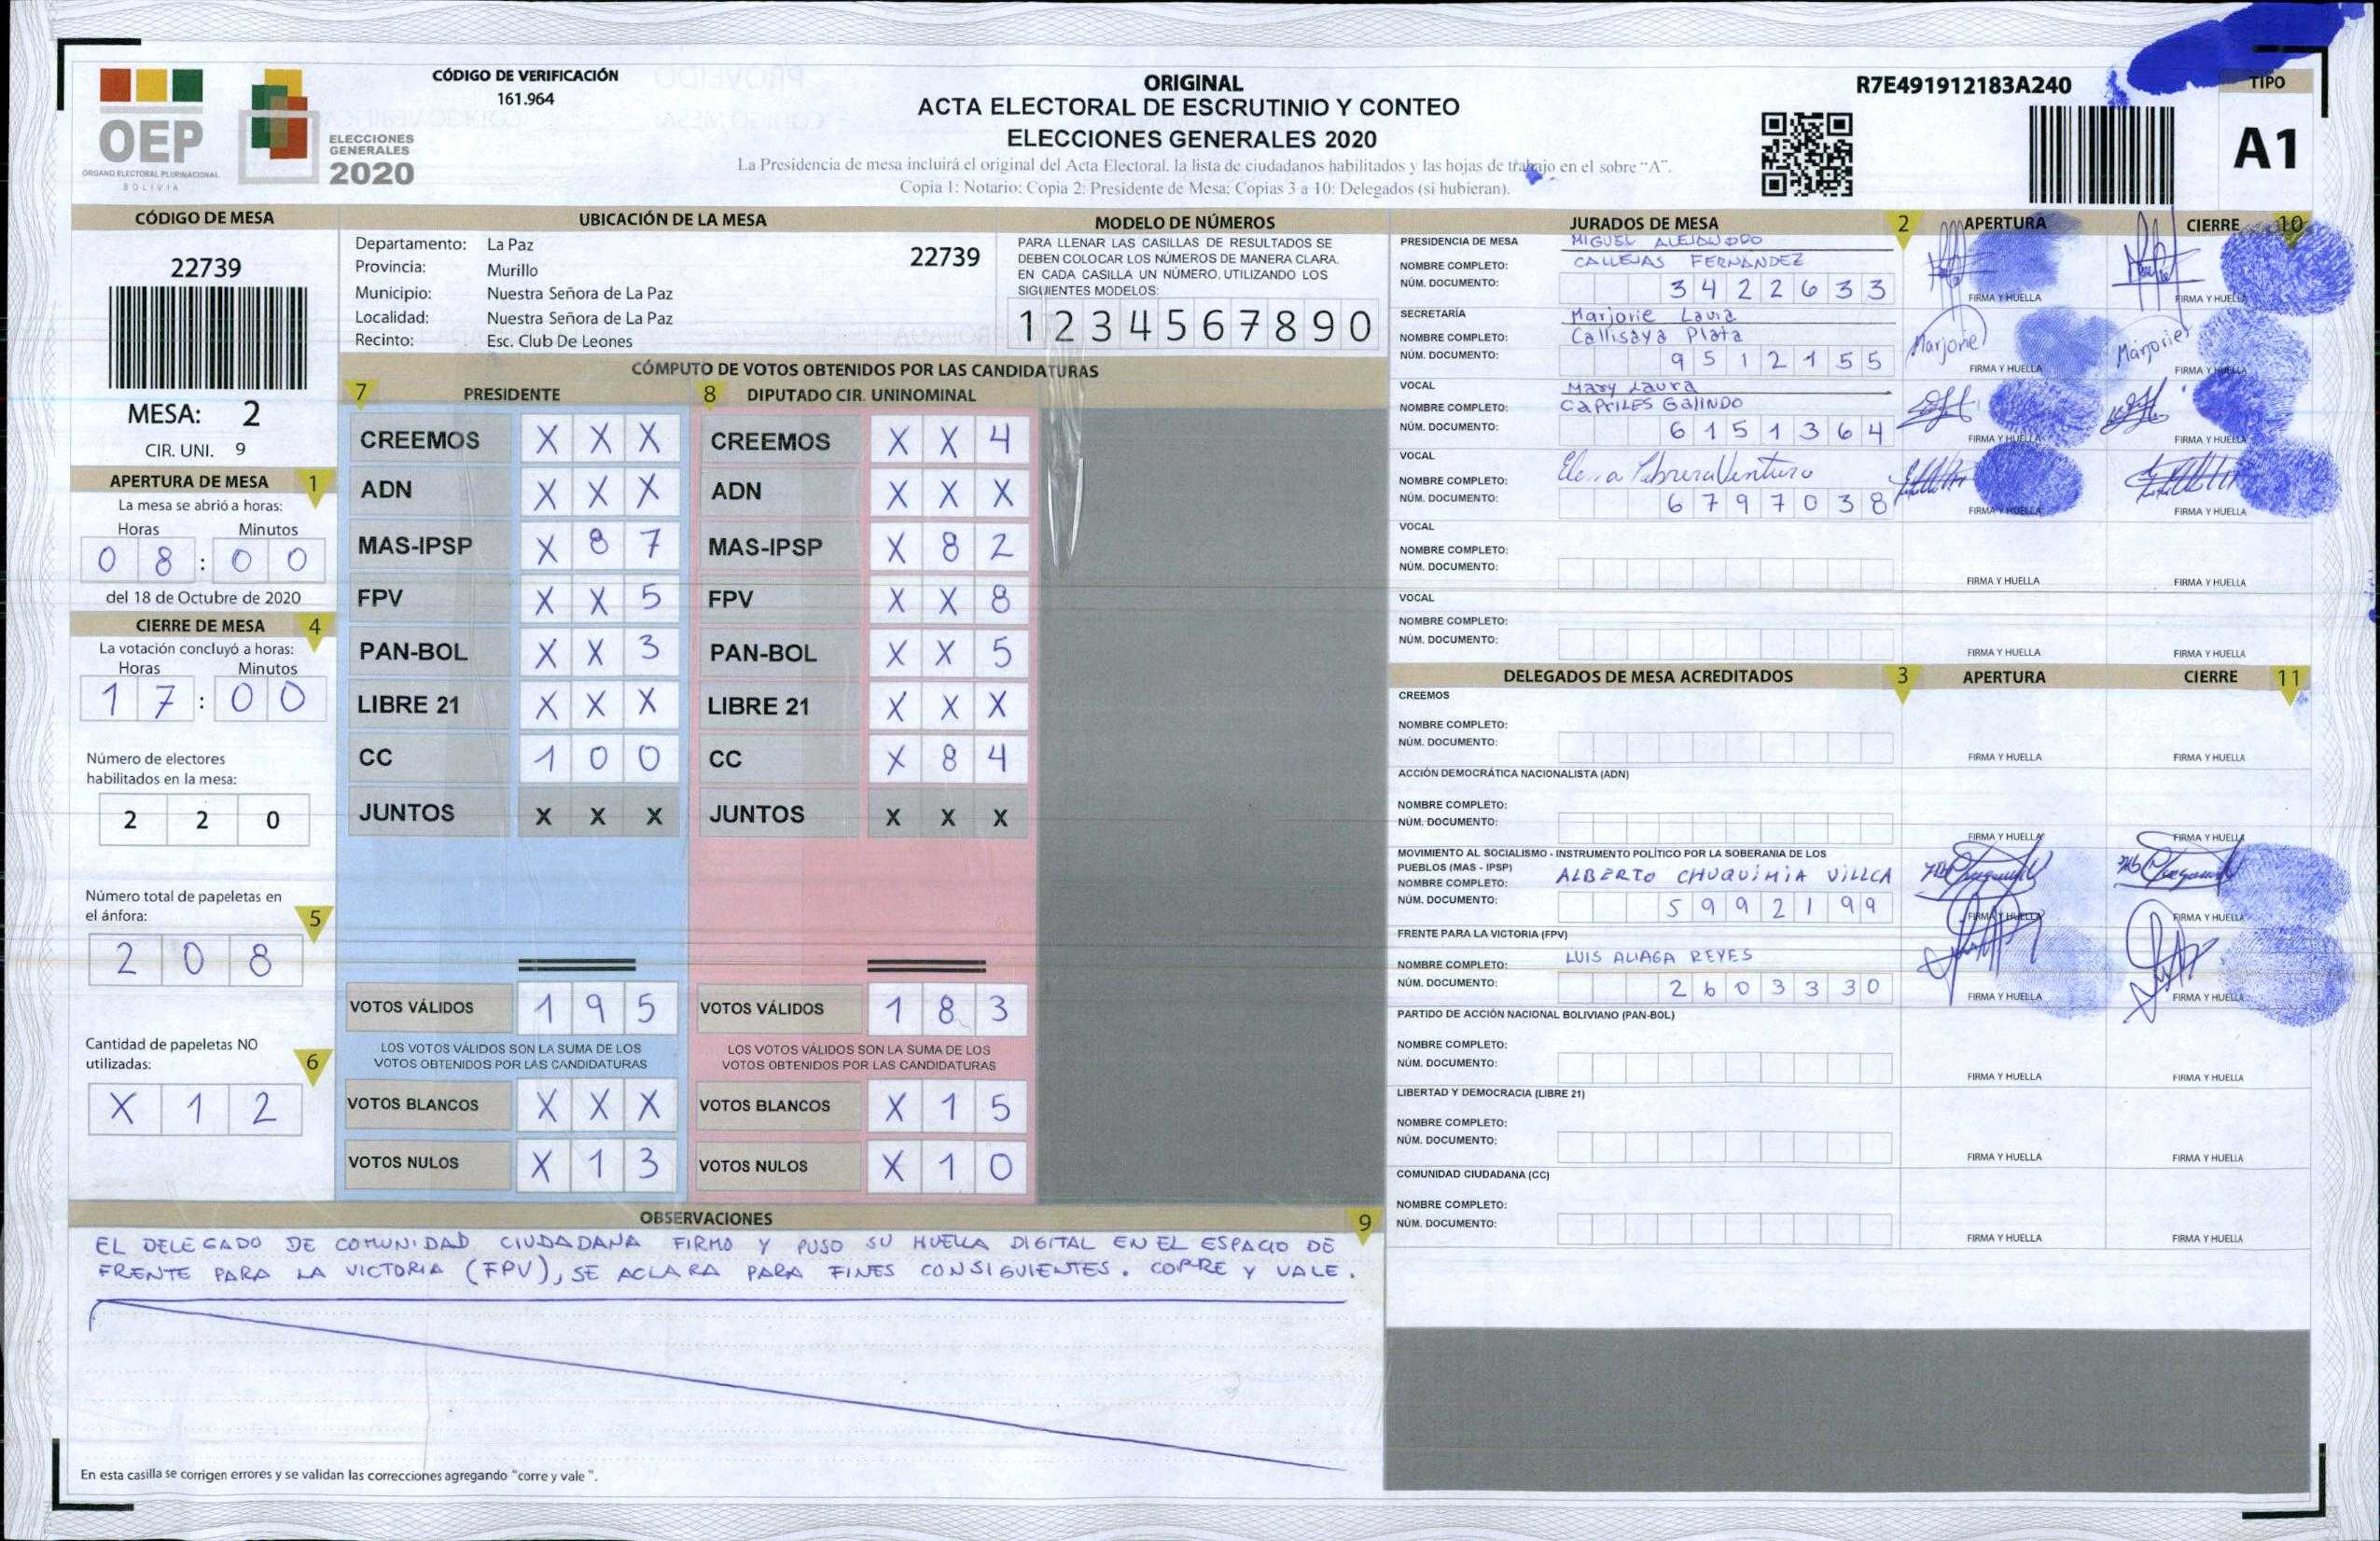 OEP
ÓRGANO ELECTORAL PLURINACIONAL
BOLIVIA
ELECCIONES
GENERALES
2020
CÓDIGO DE VERIFICACIÓN
161.964
ORIGINAL
ACTA ELECTORAL DE ESCRUTINIO Y CONTEO
ELECCIONES GENERALES 2020
La Presidencia de mesa incluirá el original del Acta Electoral, la lista de ciudadanos habilitados y las hojas de trabajo en el sobre "A".
Copia 1: Notario; Copia 2: Presidente de Mesa; Copias 3 a 10: Delegados (si hubieran).
R7E491912183A240
TIPO
A1
CÓDIGO DE MESA
22739
MESA: 2
CIR. UNI. 9
APERTURA DE MESA 1
La mesa se abrió a horas:
Horas Minutos
0 8 : 0 0
del 18 de Octubre de 2020
CIERRE DE MESA 4
La votación concluyó a horas:
Horas Minutos
1 7 : 0 0
Número de electores
habilitados en la mesa:
2 2 0
Número total de papeletas en
el ánfora: 5
2 0 8
Cantidad de papeletas NO
utilizadas: 6
X 1 2
UBICACIÓN DE LA MESA
Departamento: La Paz 22739
Provincia: Murillo
Municipio: Nuestra Señora de La Paz
Localidad: Nuestra Señora de La Paz
Recinto: Esc. Club De Leones
MODELO DE NÚMEROS
PARA LLENAR LAS CASILLAS DE RESULTADOS SE
DEBEN COLOCAR LOS NÚMEROS DE MANERA CLARA.
EN CADA CASILLA UN NÚMERO, UTILIZANDO LOS
SIGUIENTES MODELOS:
1 2 3 4 5 6 7 8 9 0
CÓMPUTO DE VOTOS OBTENIDOS POR LAS CANDIDATURAS
7 PRESIDENTE 8 DIPUTADO CIR. UNINOMINAL
CREEMOS X X X CREEMOS X X 4
ADN X X X ADN X X X
MAS-IPSP X 8 7 MAS-IPSP X 8 2
FPV X X 5 FPV X X 8
PAN-BOL X X 3 PAN-BOL X X 5
LIBRE 21 X X X LIBRE 21 X X X
CC 1 0 0 CC X 8 4
JUNTOS X X X JUNTOS X X X
VOTOS VÁLIDOS 1 9 5 VOTOS VÁLIDOS 1 8 3
LOS VOTOS VÁLIDOS SON LA SUMA DE LOS LOS VOTOS VÁLIDOS SON LA SUMA DE LOS
VOTOS OBTENIDOS POR LAS CANDIDATURAS VOTOS OBTENIDOS POR LAS CANDIDATURAS
VOTOS BLANCOS X X X VOTOS BLANCOS X 1 5
VOTOS NULOS X 1 3 VOTOS NULOS X 1 0
OBSERVACIONES 9
EL DELEGADO DE COMUNIDAD CIUDADANA FIRMO Y PUSO SU HUELLA DIGITAL EN EL ESPACIO DE
FRENTE PARA LA VICTORIA (FPV), SE ACLARA PARA FINES CONSIGUIENTES. CORRE Y VALE.
En esta casilla se corrigen errores y se validan las correcciones agregando "corre y vale ".
JURADOS DE MESA 2 APERTURA CIERRE 10
PRESIDENCIA DE MESA MIGUEL ALEJANDRO
NOMBRE COMPLETO: CALLEJAS FERNANDEZ
NÚM. DOCUMENTO: 3 4 2 2 6 3 3
FIRMA Y HUELLA FIRMA Y HUELLA
SECRETARÍA Marjorie Laura
NOMBRE COMPLETO: Callisaya Plata
NÚM. DOCUMENTO: 9 5 1 2 1 5 5
Marjorie Marjorie
FIRMA Y HUELLA FIRMA Y HUELLA
VOCAL Mary Laura
NOMBRE COMPLETO: CAPRILES GALINDO
NÚM. DOCUMENTO: 6 1 5 1 3 6 4
FIRMA Y HUELLA FIRMA Y HUELLA
VOCAL
NOMBRE COMPLETO: Ventura
NÚM. DOCUMENTO: 6 7 9 7 0 3 8
FIRMA Y HUELLA FIRMA Y HUELLA
VOCAL
NOMBRE COMPLETO:
NÚM. DOCUMENTO:
FIRMA Y HUELLA FIRMA Y HUELLA
VOCAL
NOMBRE COMPLETO:
NÚM. DOCUMENTO:
FIRMA Y HUELLA FIRMA Y HUELLA
DELEGADOS DE MESA ACREDITADOS 3 APERTURA CIERRE 11
CREEMOS
NOMBRE COMPLETO:
NÚM. DOCUMENTO:
FIRMA Y HUELLA FIRMA Y HUELLA
ACCIÓN DEMOCRÁTICA NACIONALISTA (ADN)
NOMBRE COMPLETO:
NÚM. DOCUMENTO:
FIRMA Y HUELLA FIRMA Y HUELLA
MOVIMIENTO AL SOCIALISMO - INSTRUMENTO POLÍTICO POR LA SOBERANIA DE LOS
PUEBLOS (MAS - IPSP)
NOMBRE COMPLETO: ALBERTO CHUQUIMIA VILLCA
NÚM. DOCUMENTO: 5 9 9 2 1 9 9
FIRMA Y HUELLA FIRMA Y HUELLA
FRENTE PARA LA VICTORIA (FPV)
NOMBRE COMPLETO: LUIS ALIAGA REYES
NÚM. DOCUMENTO: 2 6 0 3 3 3 0
FIRMA Y HUELLA FIRMA Y HUELLA
PARTIDO DE ACCIÓN NACIONAL BOLIVIANO (PAN-BOL)
NOMBRE COMPLETO:
NÚM. DOCUMENTO:
FIRMA Y HUELLA FIRMA Y HUELLA
LIBERTAD Y DEMOCRACIA (LIBRE 21)
NOMBRE COMPLETO:
NÚM. DOCUMENTO:
FIRMA Y HUELLA FIRMA Y HUELLA
COMUNIDAD CIUDADANA (CC)
NOMBRE COMPLETO:
NÚM. DOCUMENTO:
FIRMA Y HUELLA FIRMA Y HUELLA